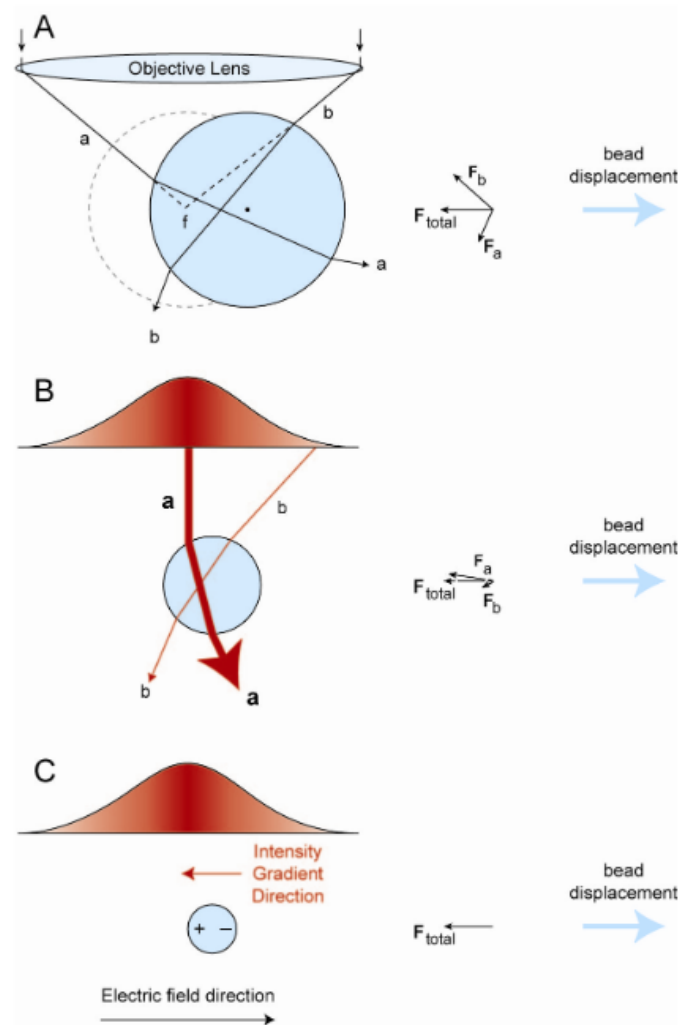 A
Objective Lens
a
b
f
a
b
F_b
F_total
F_a
bead
displacement
B
a
b
b
a
F_a
F_total
F_b
bead
displacement
C
Intensity
Gradient
Direction
+ –
F_total
bead
displacement
Electric field direction